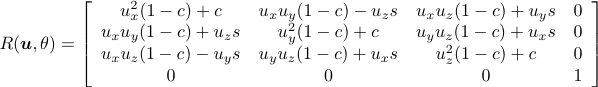 R(u, θ) = [ u_x^2(1 − c) + c   u_x u_y(1 − c) − u_z s   u_x u_z(1 − c) + u_y s   0
u_x u_y(1 − c) + u_z s   u_y^2(1 − c) + c   u_y u_z(1 − c) + u_x s   0
u_x u_z(1 − c) − u_y s   u_y u_z(1 − c) + u_x s   u_z^2(1 − c) + c   0
0   0   0   1 ]